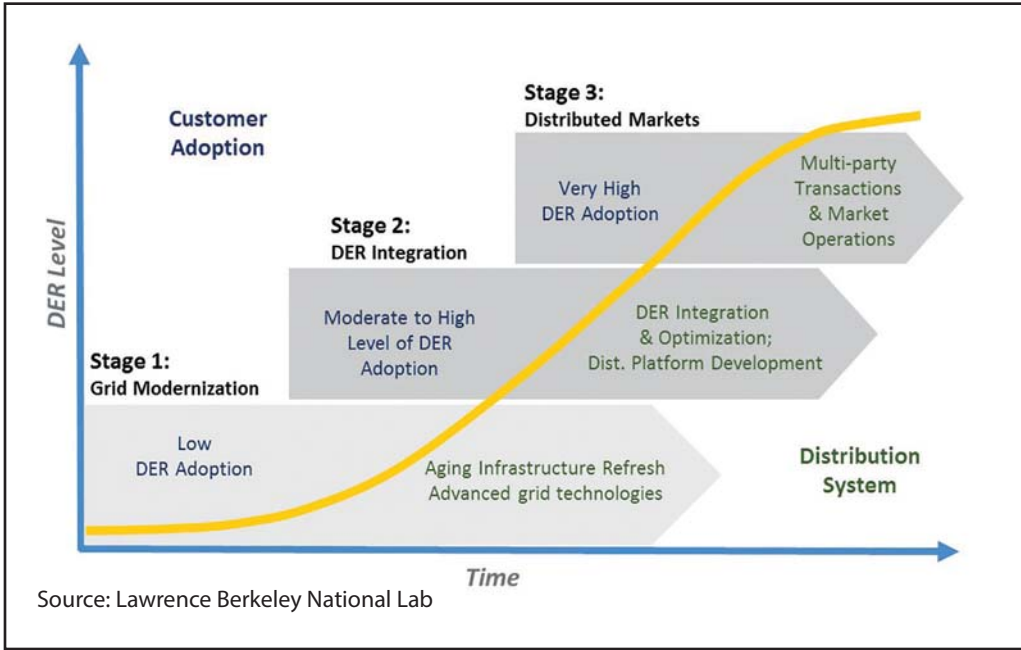 Customer
Adoption
Stage 3:
Distributed Markets
Very High
DER Adoption
Multi-party
Transactions
& Market
Operations
Stage 2:
DER Integration
Moderate to High
Level of DER
Adoption
DER Integration
& Optimization;
Dist. Platform Development
Stage 1:
Grid Modernization
Low
DER Adoption
Aging Infrastructure Refresh
Advanced grid technologies
Distribution
System
DER Level
Time
Source: Lawrence Berkeley National Lab